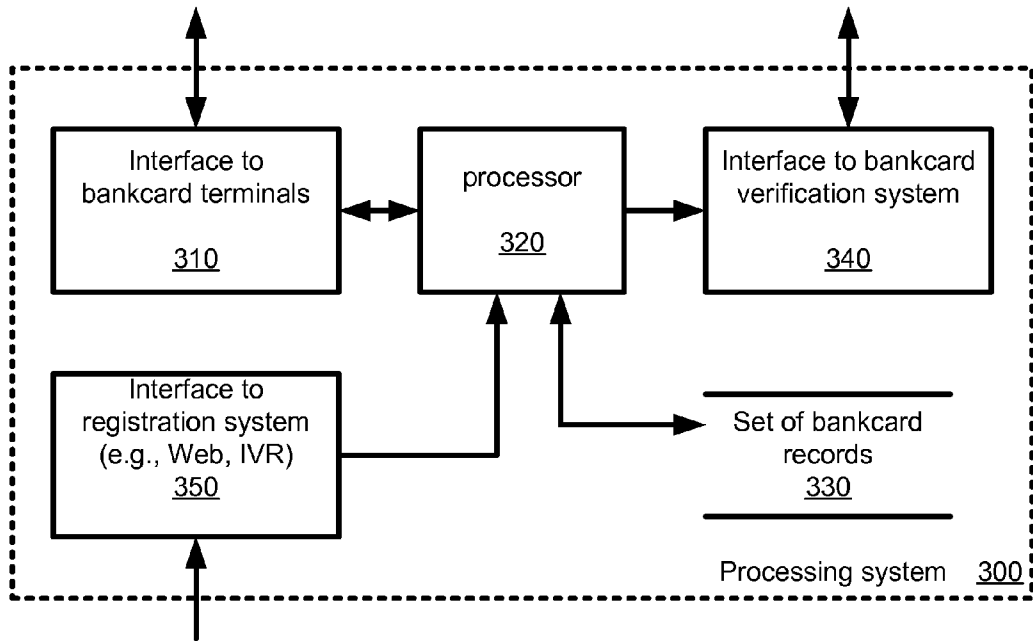 Interface to
bankcard terminals
310
processor
320
Interface to bankcard
verification system
340
Interface to
registration system
(e.g., Web, IVR)
350
Set of bankcard
records
330
Processing system 300